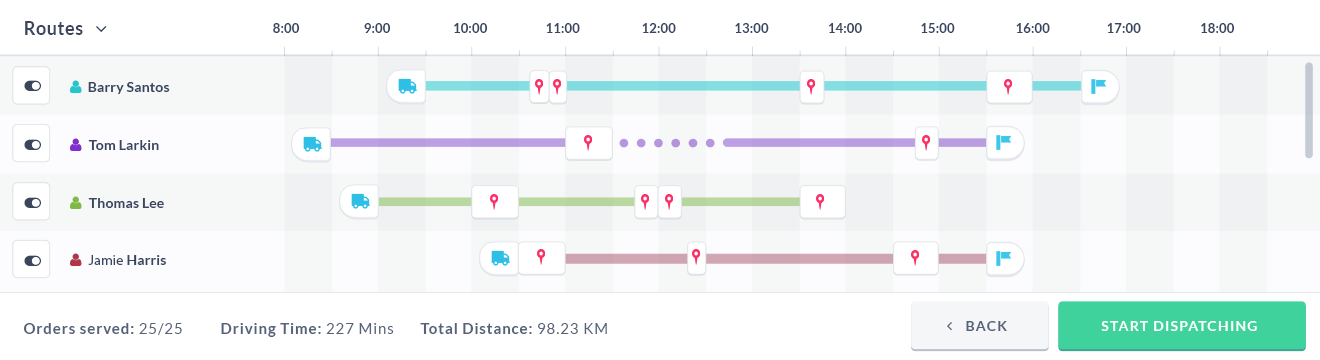 Routes 8:00 9:00 10:00 11:00 12:00 13:00 14:00 15:00 16:00 17:00 18:00
Barry Santos
Tom Larkin
Thomas Lee
Jamie Harris
Orders served: 25/25 Driving Time: 227 Mins Total Distance: 98.23 KM BACK START DISPATCHING